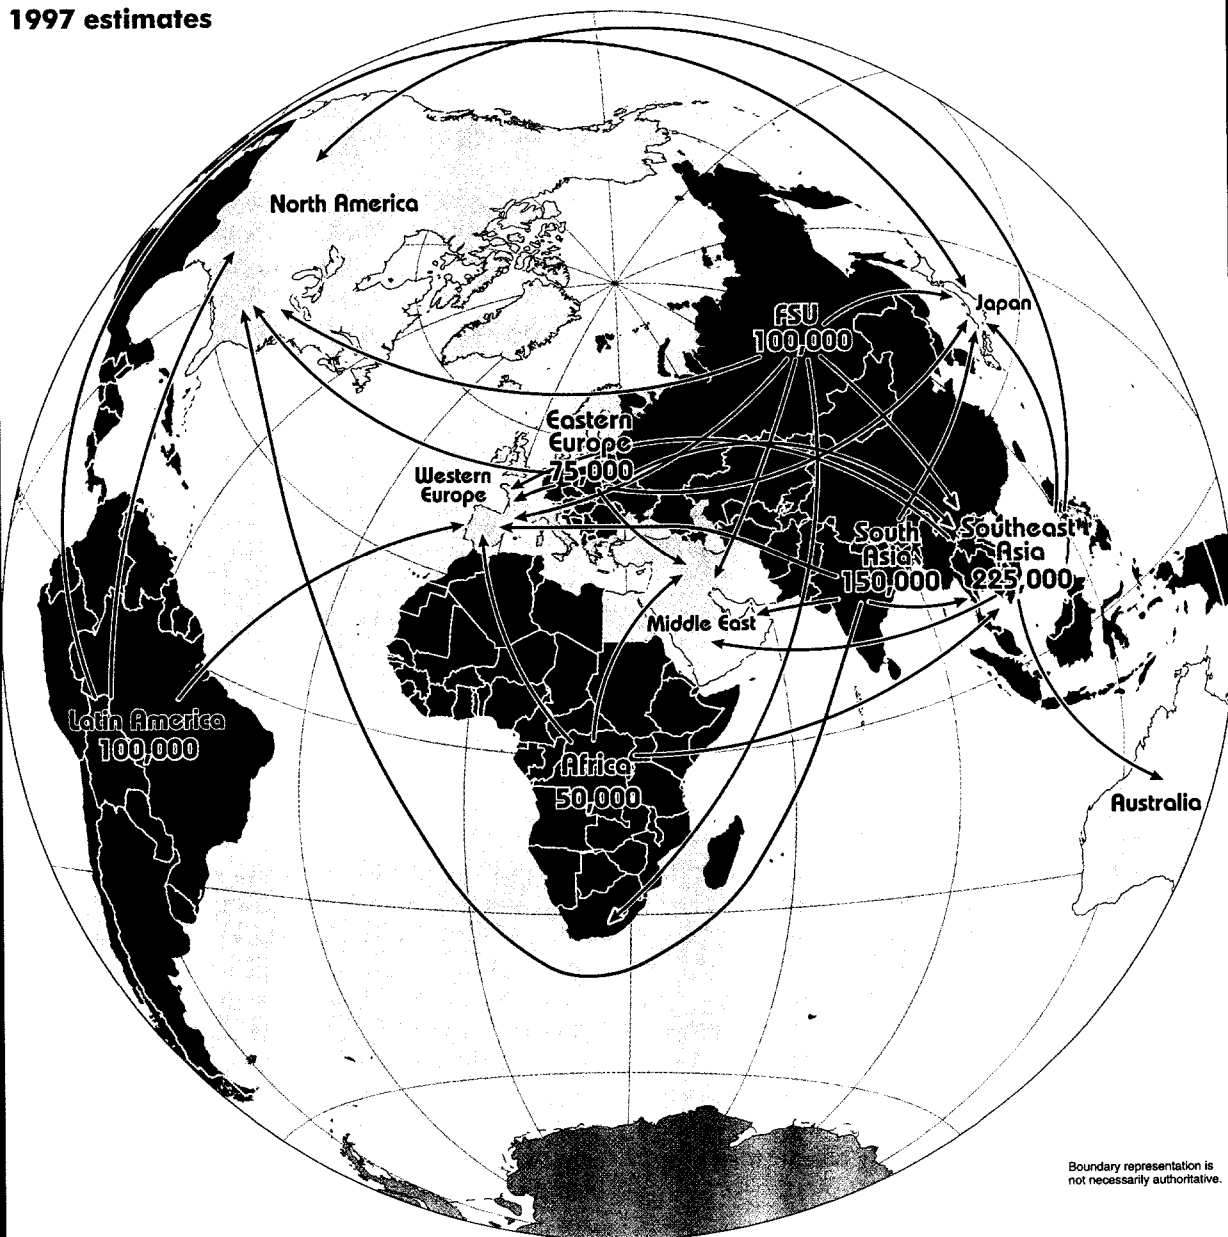 1997 estimates
North America
Japan
FSU
100,000
Eastern
Europe
75,000
Western
Europe
South
Asia
150,000
Southeast
Asia
225,000
Middle East
Latin America
100,000
Africa
50,000
Australia
Boundary representation is
not necessarily authoritative.